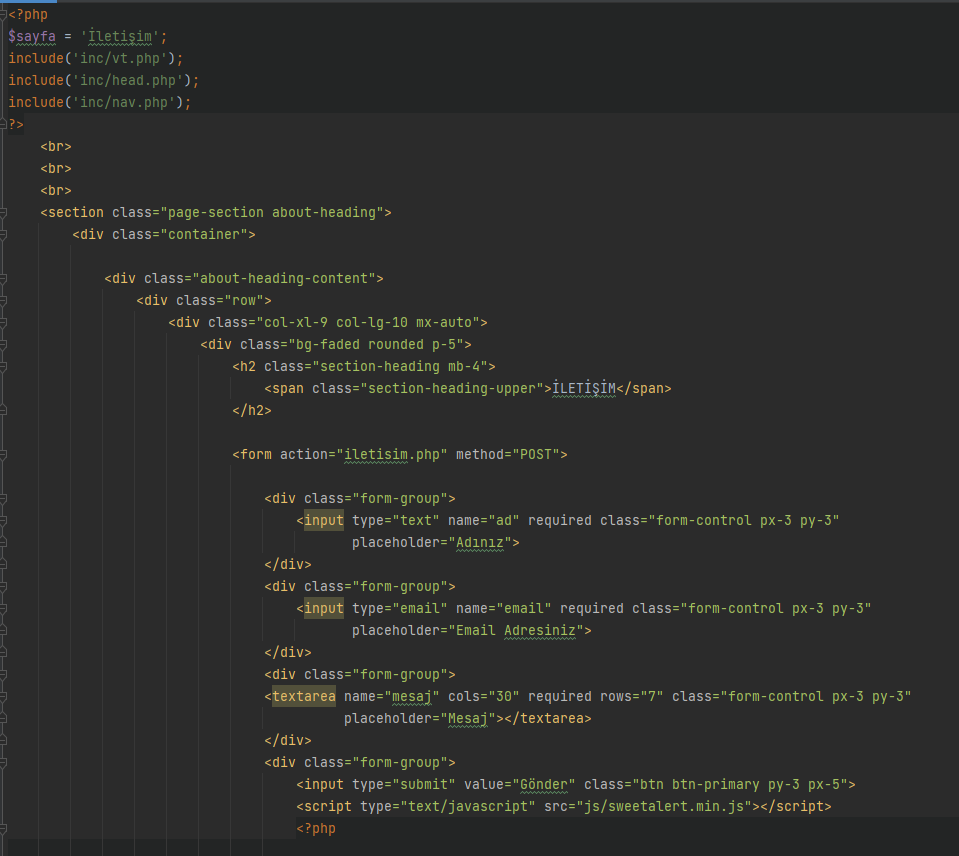 <?php
$sayfa = 'İletişim';
include('inc/vt.php');
include('inc/head.php');
include('inc/nav.php');
?>
<br>
<br>
<br>
<section class="page-section about-heading">
<div class="container">
<div class="about-heading-content">
<div class="row">
<div class="col-xl-9 col-lg-10 mx-auto">
<div class="bg-faded rounded p-5">
<h2 class="section-heading mb-4">
<span class="section-heading-upper">İLETİŞİM</span>
</h2>
<form action="iletisim.php" method="POST">
<div class="form-group">
<input type="text" name="ad" required class="form-control px-3 py-3"
placeholder="Adınız">
</div>
<div class="form-group">
<input type="email" name="email" required class="form-control px-3 py-3"
placeholder="Email Adresiniz">
</div>
<div class="form-group">
<textarea name="mesaj" cols="30" required rows="7" class="form-control px-3 py-3"
placeholder="Mesaj"></textarea>
</div>
<div class="form-group">
<input type="submit" value="Gönder" class="btn btn-primary py-3 px-5">
<script type="text/javascript" src="js/sweetalert.min.js"></script>
<?php